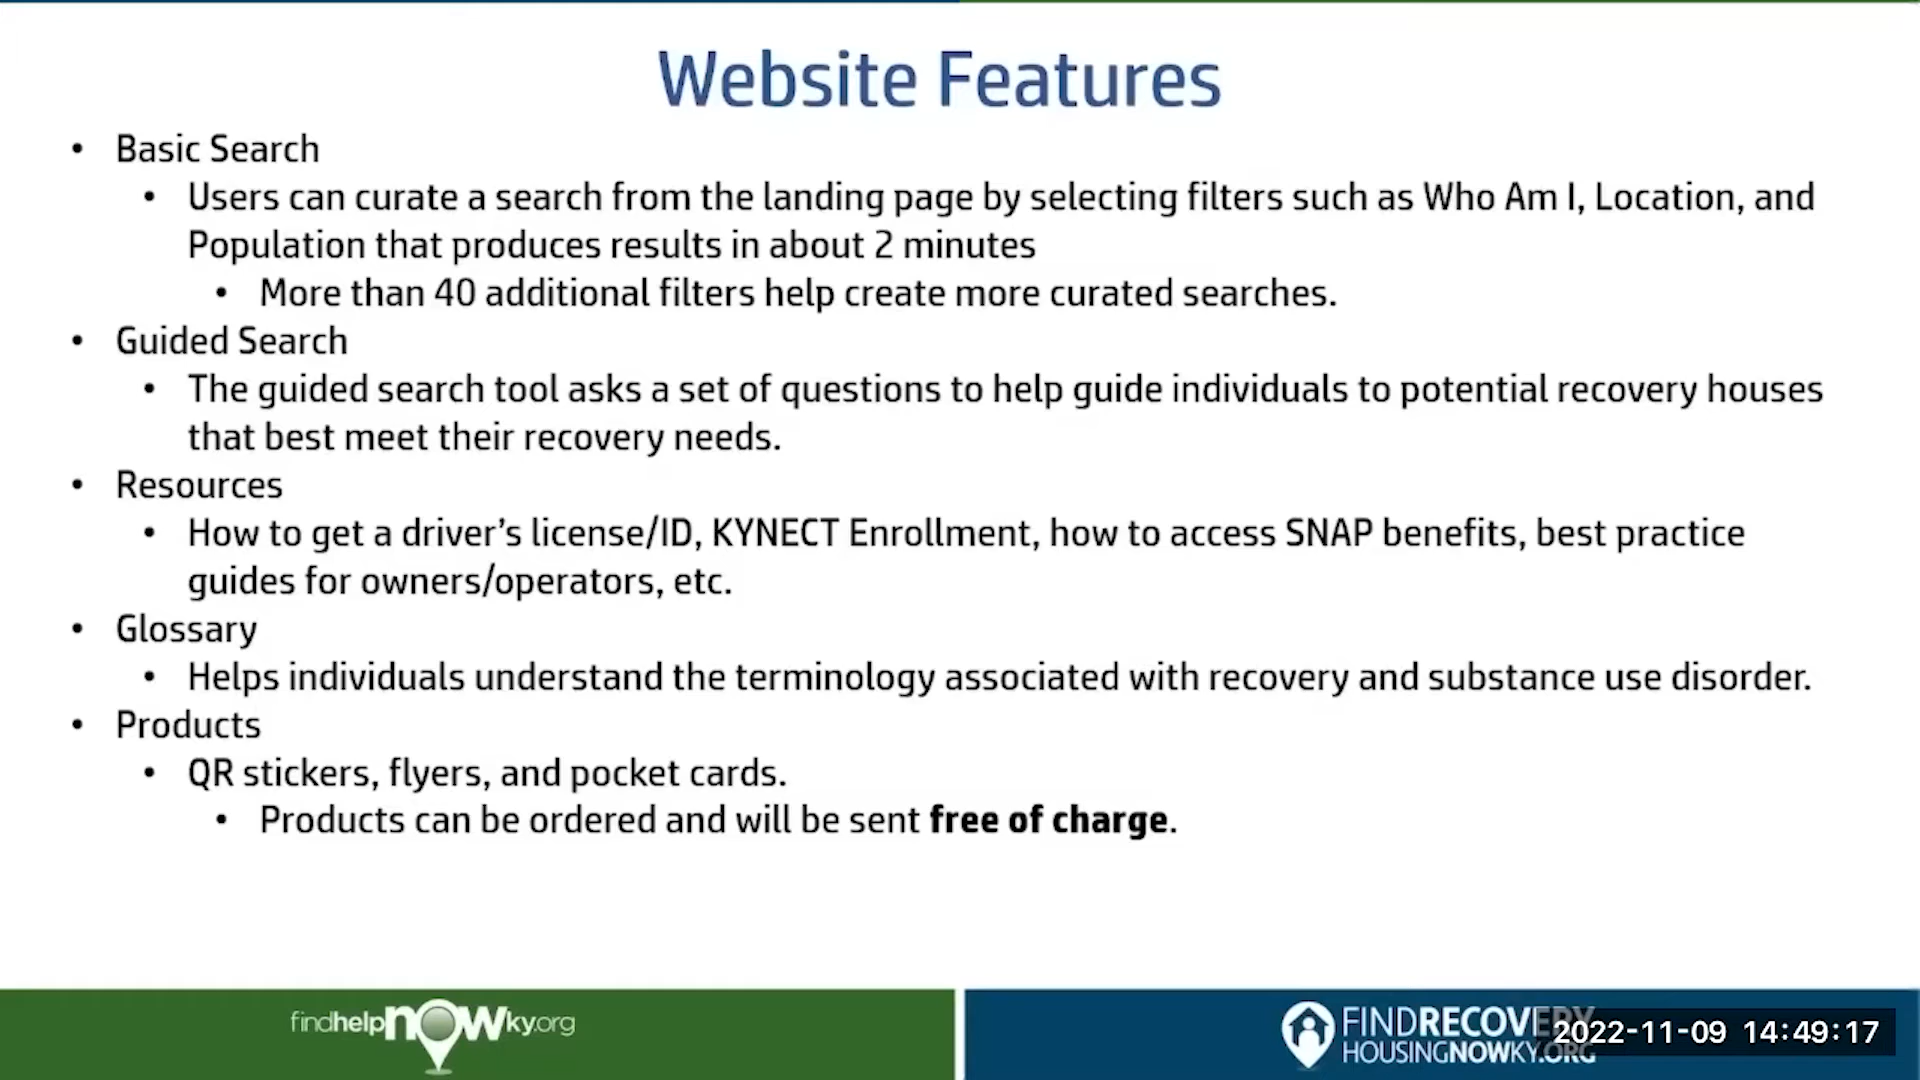 Website Features
• Basic Search
• Users can curate a search from the landing page by selecting filters such as Who Am I, Location, and
Population that produces results in about 2 minutes
• More than 40 additional filters help create more curated searches.
• Guided Search
• The guided search tool asks a set of questions to help guide individuals to potential recovery houses
that best meet their recovery needs.
• Resources
• How to get a driver’s license/ID, KYNECT Enrollment, how to access SNAP benefits, best practice
guides for owners/operators, etc.
• Glossary
• Helps individuals understand the terminology associated with recovery and substance use disorder.
• Products
• QR stickers, flyers, and pocket cards.
• Products can be ordered and will be sent free of charge.
findhelpnowky.org
FINDRECOVERY
HOUSINGNOWKY.ORG
2022-11-09 14:49:17